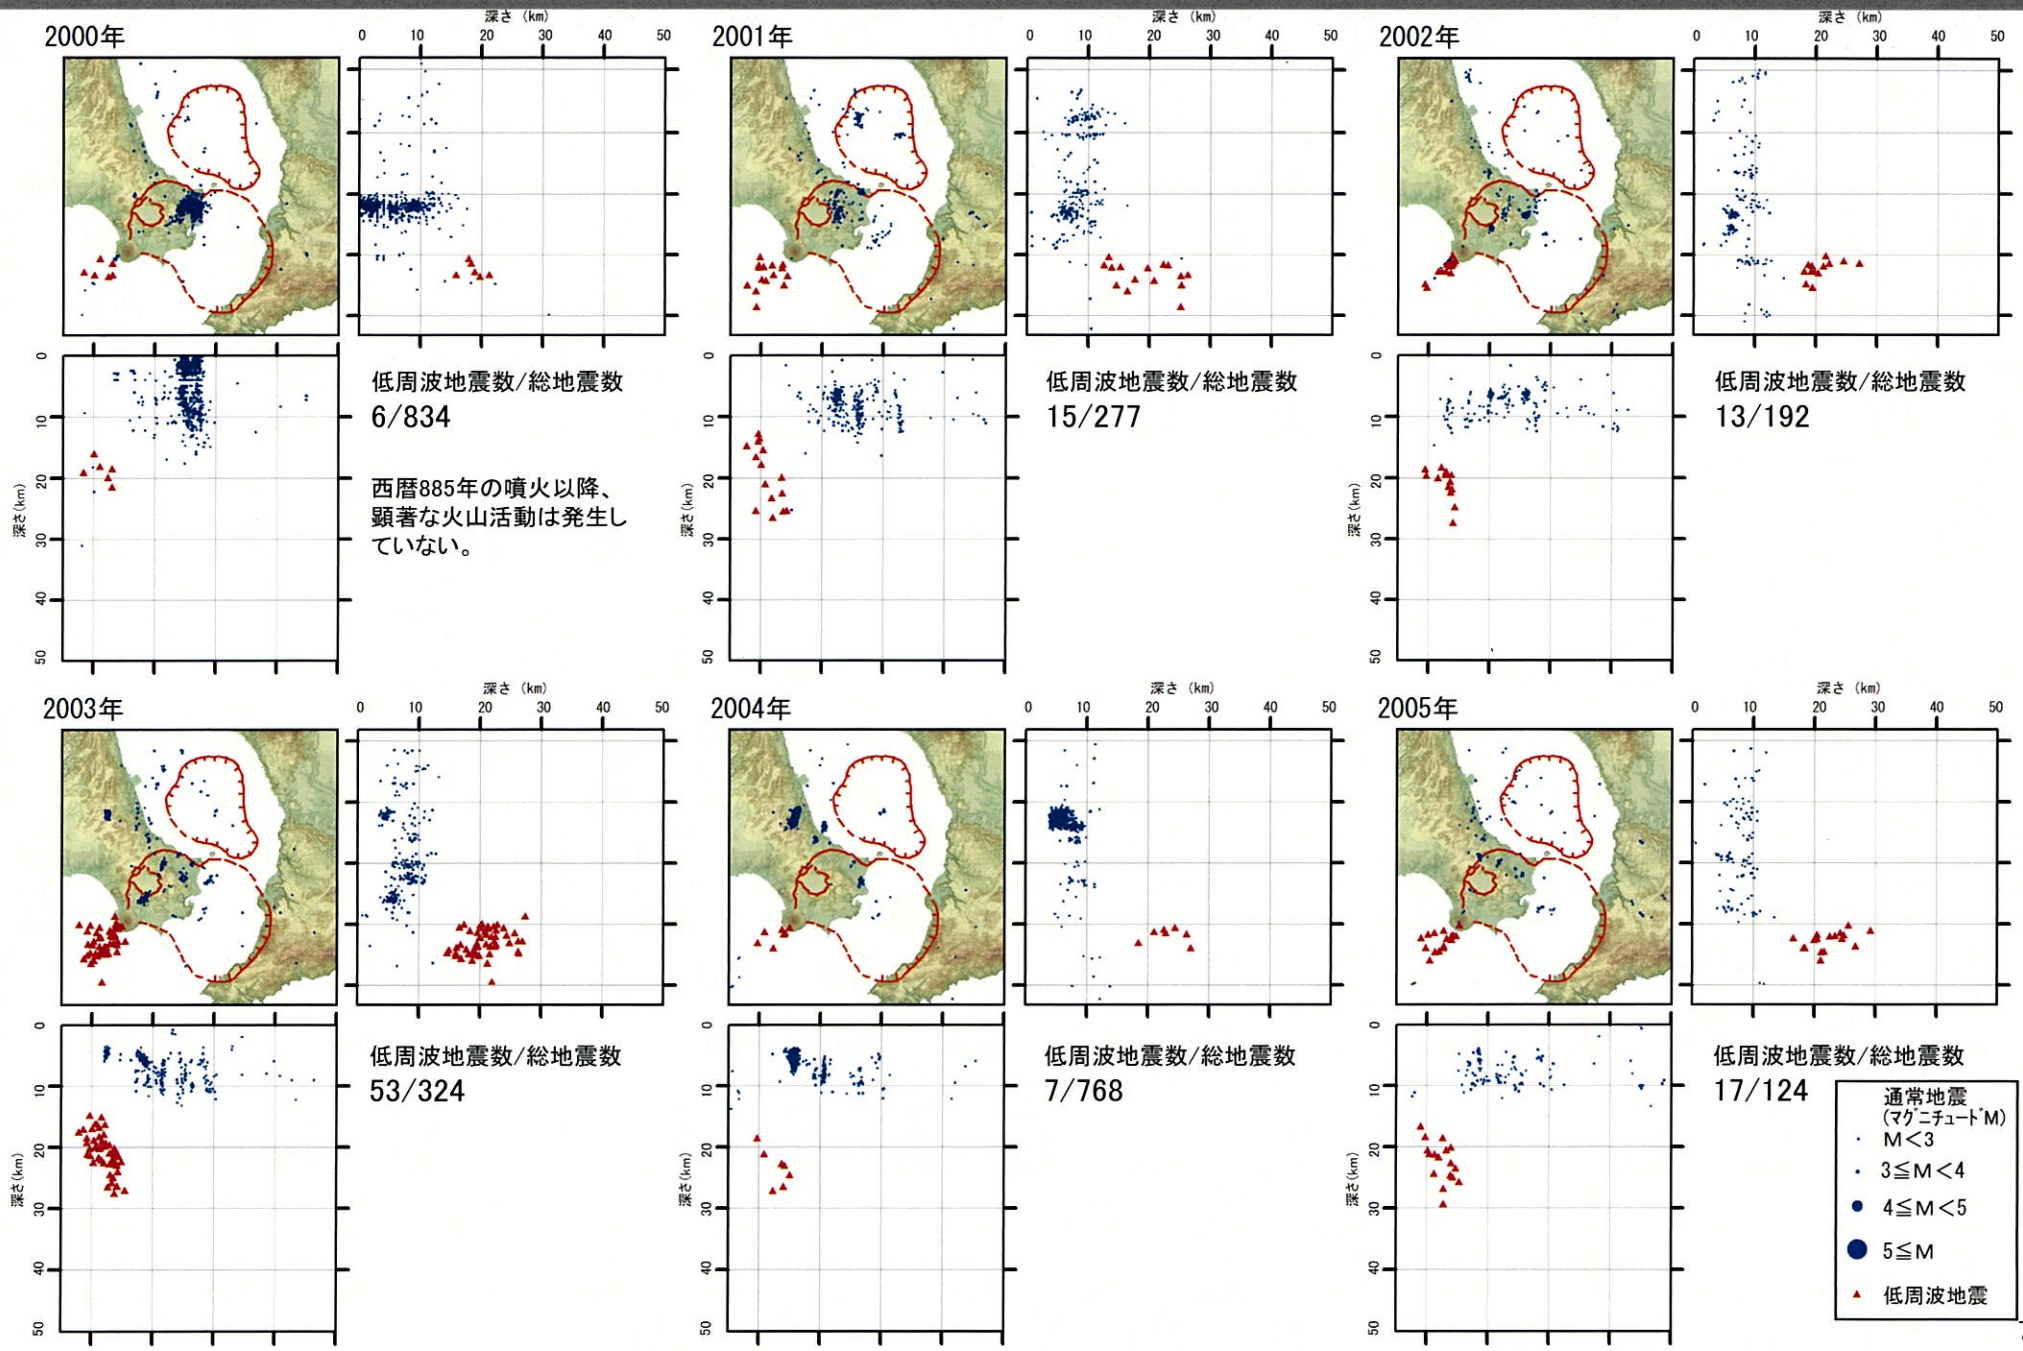 2000年
深さ (km)
0 10 20 30 40 50
0 10 20 30 40 50
深さ(km)
低周波地震数/総地震数
6/834
西暦885年の噴火以降、
顕著な火山活動は発生し
ていない。
2001年
深さ (km)
0 10 20 30 40 50
0 10 20 30 40 50
深さ(km)
低周波地震数/総地震数
15/277
2002年
深さ (km)
0 10 20 30 40 50
0 10 20 30 40 50
深さ(km)
低周波地震数/総地震数
13/192
2003年
深さ (km)
0 10 20 30 40 50
0 10 20 30 40 50
深さ(km)
低周波地震数/総地震数
53/324
2004年
深さ (km)
0 10 20 30 40 50
0 10 20 30 40 50
深さ(km)
低周波地震数/総地震数
7/768
2005年
深さ (km)
0 10 20 30 40 50
0 10 20 30 40 50
深さ(km)
低周波地震数/総地震数
17/124
通常地震
(マグニチュードM)
M<3
3≦M<4
4≦M<5
5≦M
低周波地震